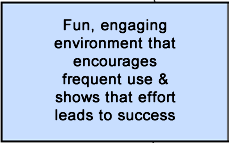 Fun, engaging
environment that
encourages
frequent use &
shows that effort
leads to success